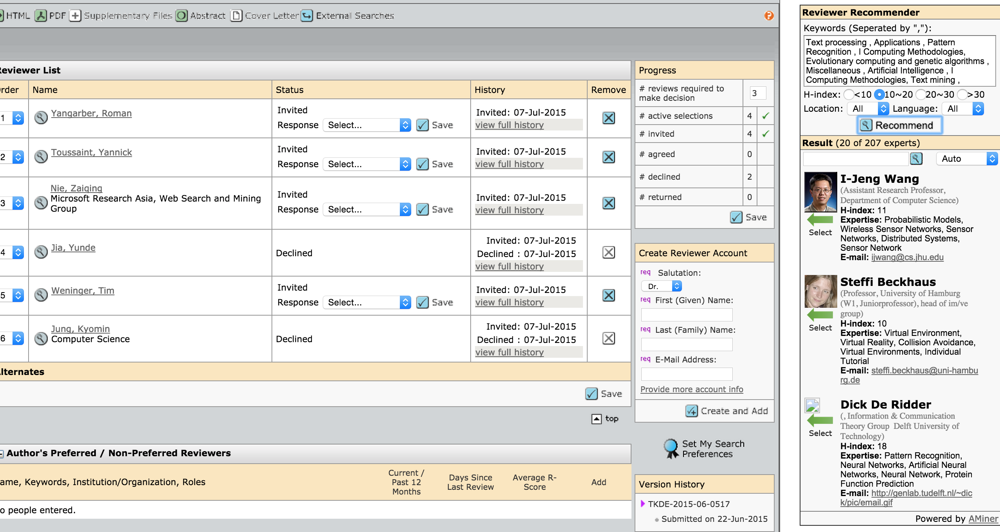 HTML PDF Supplementary Files Abstract Cover Letter External Searches
Reviewer List
Order Name Status History Remove
1 Yangarber, Roman
Invited
Response Select... Save
Invited: 07-Jul-2015
view full history
2 Toussaint, Yannick
Invited
Response Select... Save
Invited: 07-Jul-2015
view full history
3 Nie, Zaiqing
Microsoft Research Asia, Web Search and Mining
Group
Invited
Response Select... Save
Invited: 07-Jul-2015
view full history
4 Jia, Yunde
Declined
Invited: 07-Jul-2015
Declined : 07-Jul-2015
view full history
5 Weninger, Tim
Invited
Response Select... Save
Invited: 07-Jul-2015
view full history
6 Jung, Kyomin
Computer Science
Declined
Invited: 07-Jul-2015
Declined : 07-Jul-2015
view full history
Alternates
Save
top
Author's Preferred / Non-Preferred Reviewers
ame, Keywords, Institution/Organization, Roles
Current /
Past 12
Months
Days Since
Last Review
Average R-
Score
Add
o people entered.
Progress
# reviews required to
make decision
3
# active selections 4
# invited 4
# agreed 0
# declined 2
# returned 0
Save
Create Reviewer Account
req Salutation:
Dr.
req First (Given) Name:
req Last (Family) Name:
req E-Mail Address:
Provide more account info
Create and Add
Set My Search
Preferences
Version History
TKDE-2015-06-0517
Submitted on 22-Jun-2015
Reviewer Recommender
Keywords (Seperated by ","):
Text processing , Applications , Pattern
Recognition , I Computing Methodologies,
Evolutionary computing and genetic algorithms ,
Miscellaneous , Artificial Intelligence , I
Computing Methodologies, Text mining ,
H-index: <10 10~20 20~30 >30
Location: All Language: All
Recommend
Result (20 of 207 experts)
Auto
I-Jeng Wang
(Assistant Research Professor,
Department of Computer Science)
H-index: 11
Expertise: Probabilistic Models,
Wireless Sensor Networks, Sensor
Networks, Distributed Systems,
Sensor Network
E-mail: ijwang@cs.jhu.edu
Select
Steffi Beckhaus
(Professor, University of Hamburg
(W1, Juniorprofessor), head of im/ve
group)
H-index: 10
Expertise: Virtual Environment,
Virtual Reality, Collision Avoidance,
Virtual Environments, Individual
Tutorial
E-mail: steffi.beckhaus@uni-hambu
rg.de
Select
Dick De Ridder
(, Information & Communication
Theory Group Delft University of
Technology)
H-index: 18
Expertise: Pattern Recognition,
Neural Networks, Artificial Neural
Networks, Neural Network, Protein
Function Prediction
E-mail: http://genlab.tudelft.nl/~dic
k/pic/email.gif
Select
Powered by AMiner